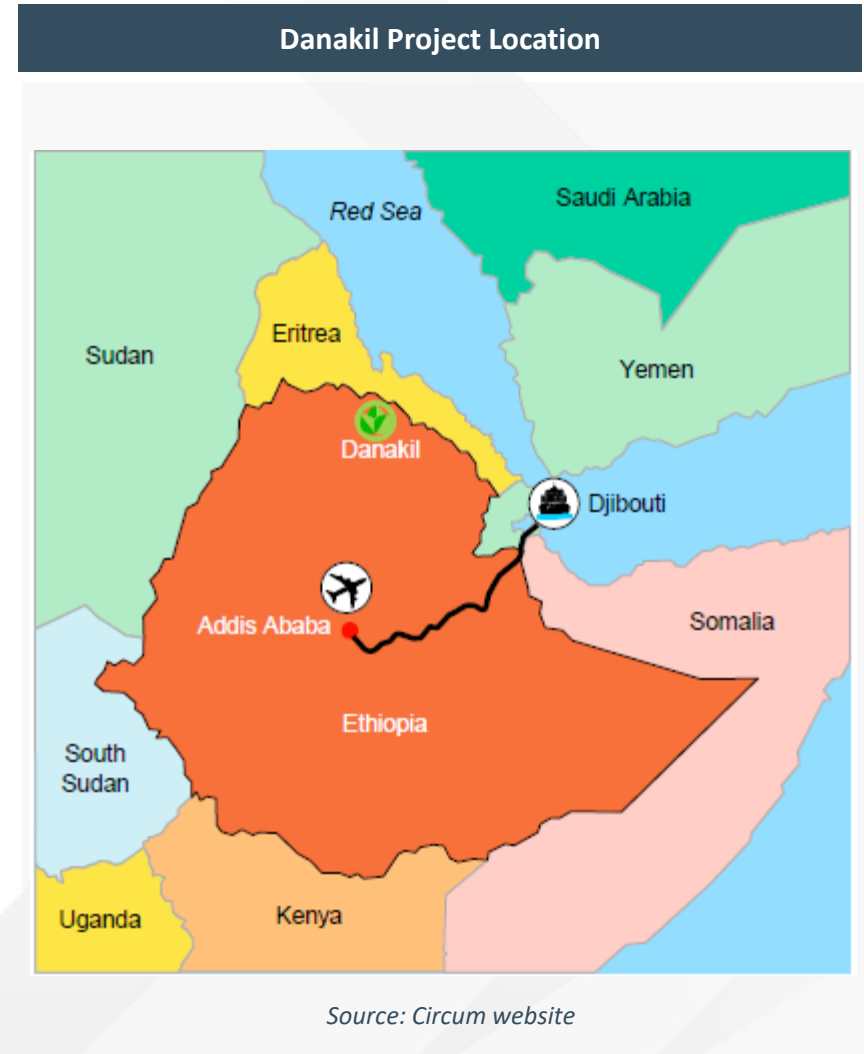 Danakil Project Location
Saudi Arabia
Red Sea
Eritrea
Sudan
Yemen
Danakil
Djibouti
Addis Ababa
Somalia
Ethiopia
South
Sudan
Uganda
Kenya
Source: Circum website